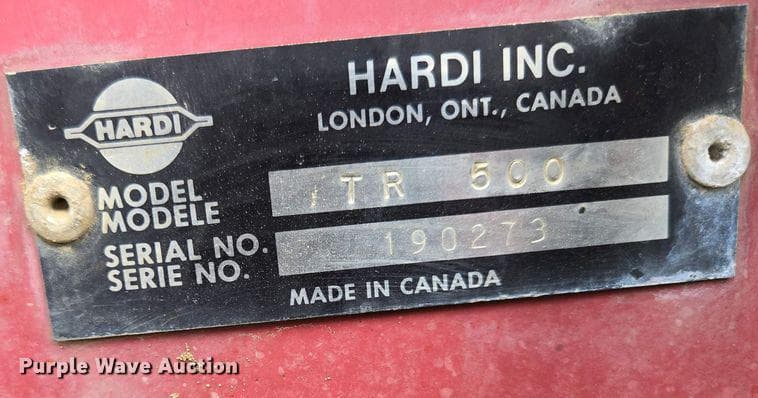 HARDI
HARDI INC.
LONDON, ONT., CANADA
MODEL
MODELE
TR 500
SERIAL NO.
SERIE NO.
190273
MADE IN CANADA
Purple Wave Auction